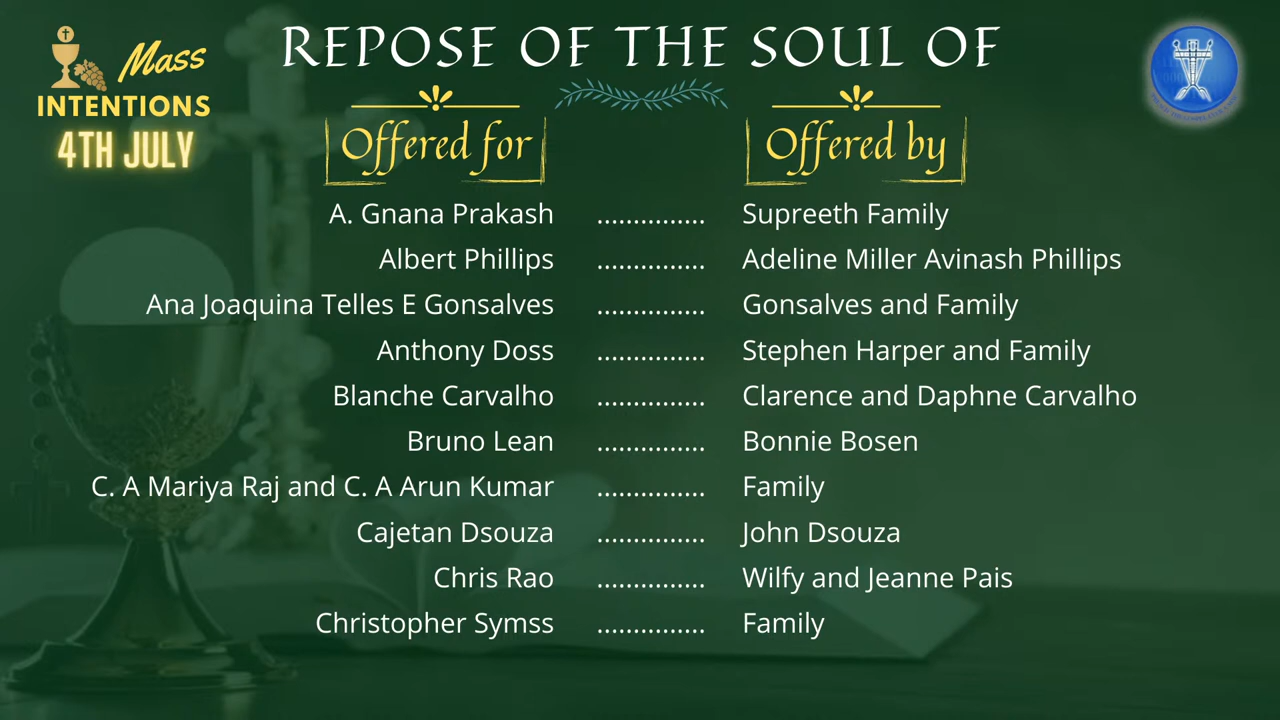 Mass
INTENTIONS
4TH JULY
REPOSE OF THE SOUL OF
Offered for
Offered by
A. Gnana Prakash ............... Supreeth Family
Albert Phillips ............... Adeline Miller Avinash Phillips
Ana Joaquina Telles E Gonsalves ............... Gonsalves and Family
Anthony Doss ............... Stephen Harper and Family
Blanche Carvalho ............... Clarence and Daphne Carvalho
Bruno Lean ............... Bonnie Bosen
C. A Mariya Raj and C. A Arun Kumar ............... Family
Cajetan Dsouza ............... John Dsouza
Chris Rao ............... Wilfy and Jeanne Pais
Christopher Symss ............... Family